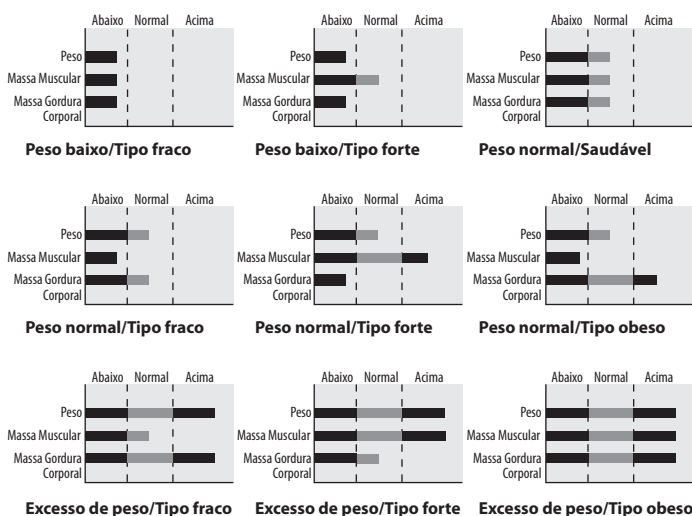 Abaixo Normal Acima
Peso
Massa Muscular
Massa Gordura
Corporal
Peso baixo/Tipo fraco
Abaixo Normal Acima
Peso
Massa Muscular
Massa Gordura
Corporal
Peso baixo/Tipo forte
Abaixo Normal Acima
Peso
Massa Muscular
Massa Gordura
Corporal
Peso normal/Saudável
Abaixo Normal Acima
Peso
Massa Muscular
Massa Gordura
Corporal
Peso normal/Tipo fraco
Abaixo Normal Acima
Peso
Massa Muscular
Massa Gordura
Corporal
Peso normal/Tipo forte
Abaixo Normal Acima
Peso
Massa Muscular
Massa Gordura
Corporal
Peso normal/Tipo obeso
Abaixo Normal Acima
Peso
Massa Muscular
Massa Gordura
Corporal
Excesso de peso/Tipo fraco
Abaixo Normal Acima
Peso
Massa Muscular
Massa Gordura
Corporal
Excesso de peso/Tipo forte
Abaixo Normal Acima
Peso
Massa Muscular
Massa Gordura
Corporal
Excesso de peso/Tipo obeso